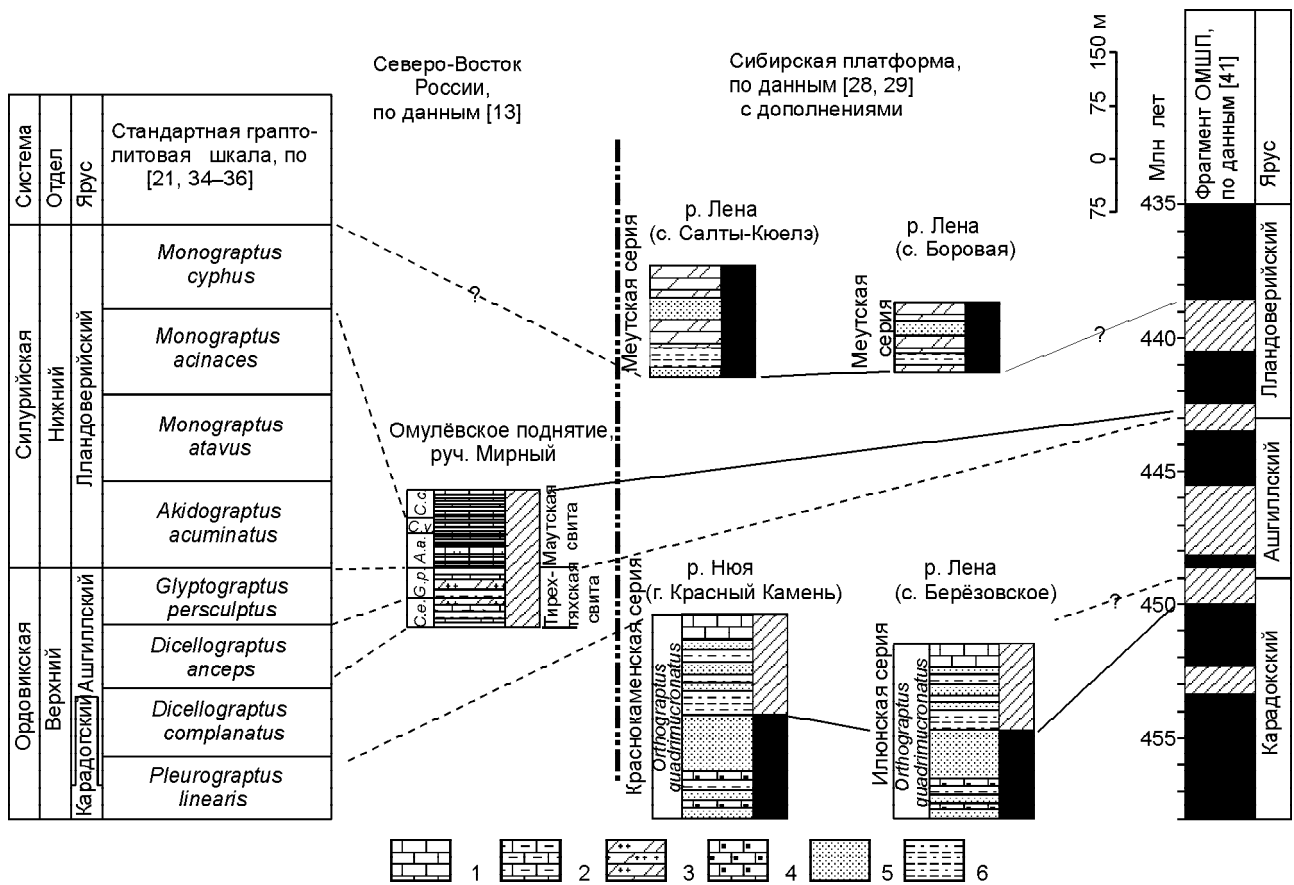 Северо-Восток
России,
по данным [13]
Сибирская платформа,
по данным [28, 29]
с дополнениями
150 м
75
0
75
Млн лет
Фрагмент ОМШП,
по данным [41]
Ярус
Система
Отдел
Ярус
Стандартная грапто-
литовая шкала, по
[21, 34–36]
Силурийская
Нижний
Лландоверийский
Monograptus
cyphus
Monograptus
acinaces
Monograptus
atavus
Akidograptus
acuminatus
Ордовикская
Верхний
Ашгиллский
Карадогский
Glyptograptus
persculptus
Dicellograptus
anceps
Dicellograptus
complanatus
Pleurograptus
linearis
?
Омулёвское поднятие,
руч. Мирный
C.c.
C.v.
A.a.
G.p.
C.e.
Маутская
свита
Тирех-
тяхская
свита
р. Лена
(с. Салты-Кюелэ)
Меутская серия
р. Лена
(с. Боровая)
Меутская
серия
?
р. Нюя
(г. Красный Камень)
Краснокаменская серия
Orthograptus
quadrimucronatus
р. Лена
(с. Берёзовское)
Илюнская серия
Orthograptus
quadrimucronatus
?
435
440
445
450
455
Лландоверийский
Ашгиллский
Карадокский
1
2
3
4
5
6